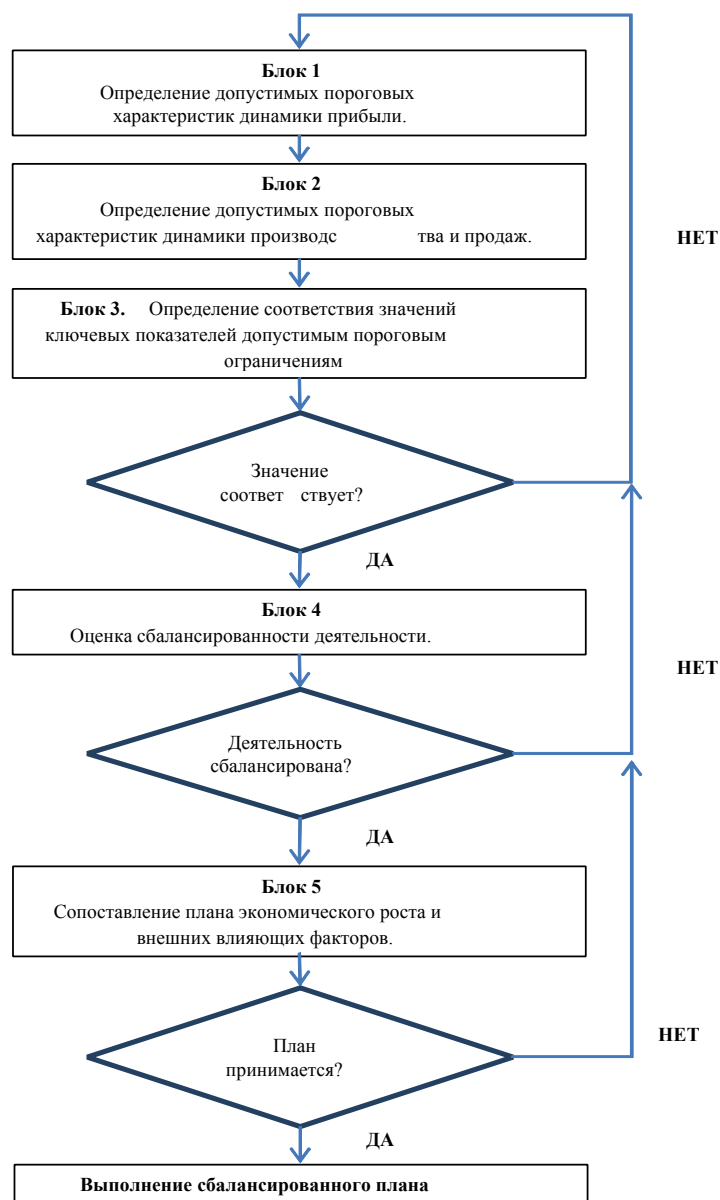 Блок 1
Определение допустимых пороговых
характеристик динамики прибыли.
Блок 2
Определение допустимых пороговых
характеристик динамики производс тва и продаж.
НЕТ
Блок 3. Определение соответствия значений
ключевых показателей допустимым пороговым
ограничениям
Значение
соответ ствует?
ДА
Блок 4
Оценка сбалансированности деятельности.
НЕТ
Деятельность
сбалансирована?
ДА
Блок 5
Сопоставление плана экономического роста и
внешних влияющих факторов.
НЕТ
План
принимается?
ДА
Выполнение сбалансированного плана